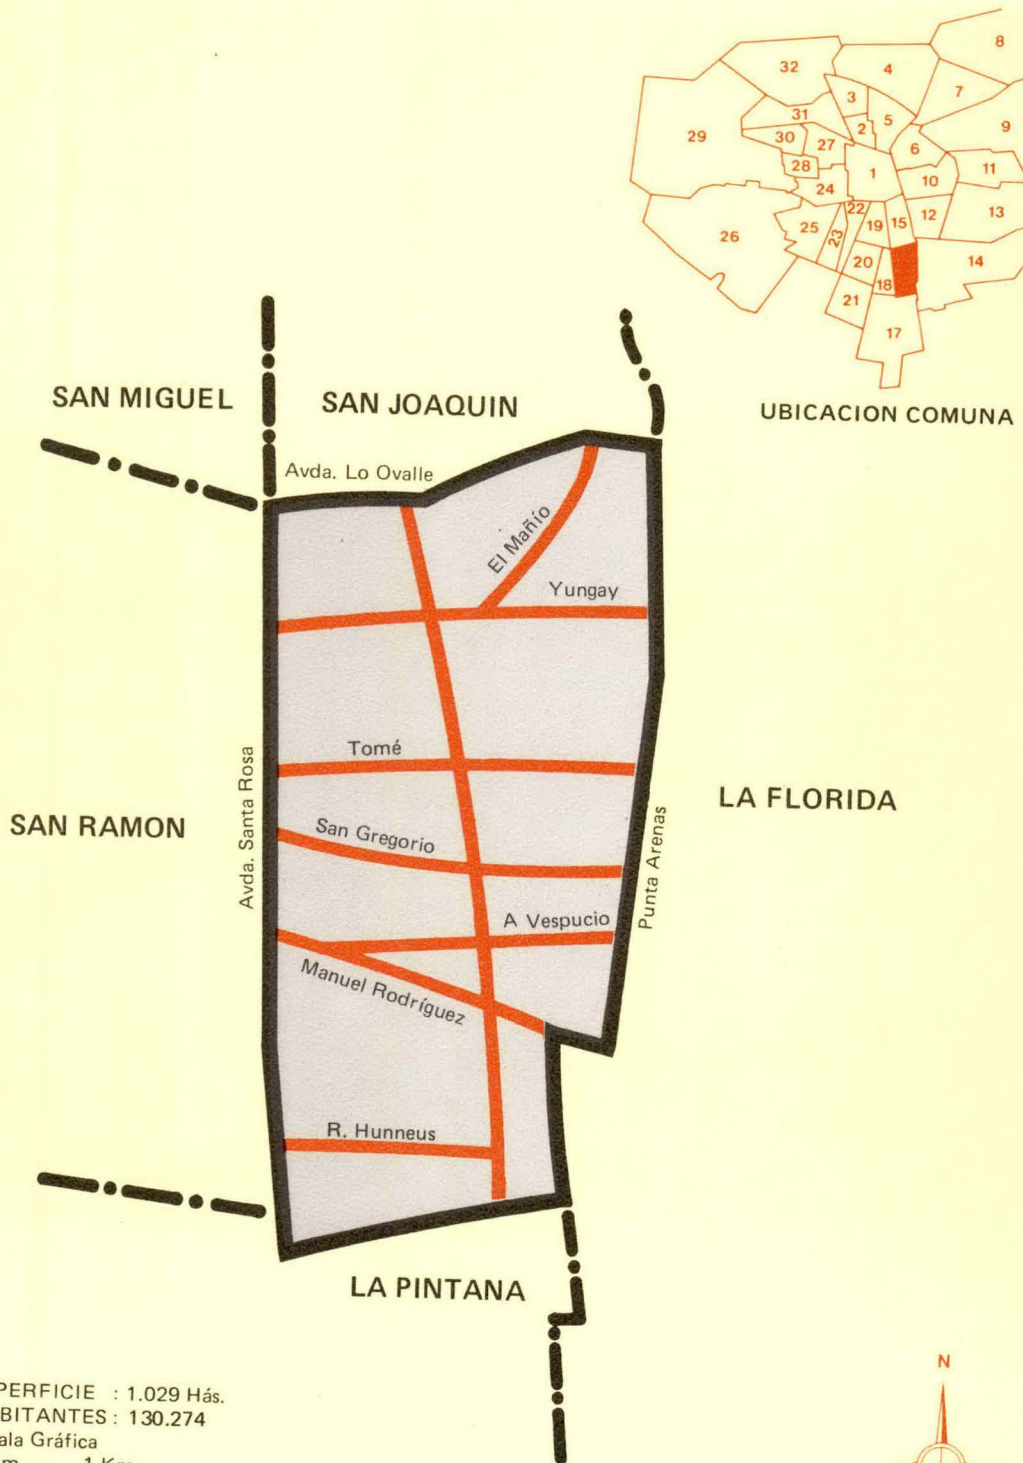 8
32
4
7
3
31
5
9
2
29
30
27
6
28
11
1
10
24
22
12
13
15
25
19
26
23
20
14
18
21
17
UBICACION COMUNA
SAN MIGUEL
SAN JOAQUIN
Avda. Lo Ovalle
El Mañío
Yungay
Tomé
Avda. Santa Rosa
LA FLORIDA
SAN RAMON
San Gregorio
Punta Arenas
A Vespucio
Manuel Rodríguez
R. Hunneus
LA PINTANA
N
PERFICIE : 1.029 Hás.
BITANTES : 130.274
ala Gráfica
m 1 Km